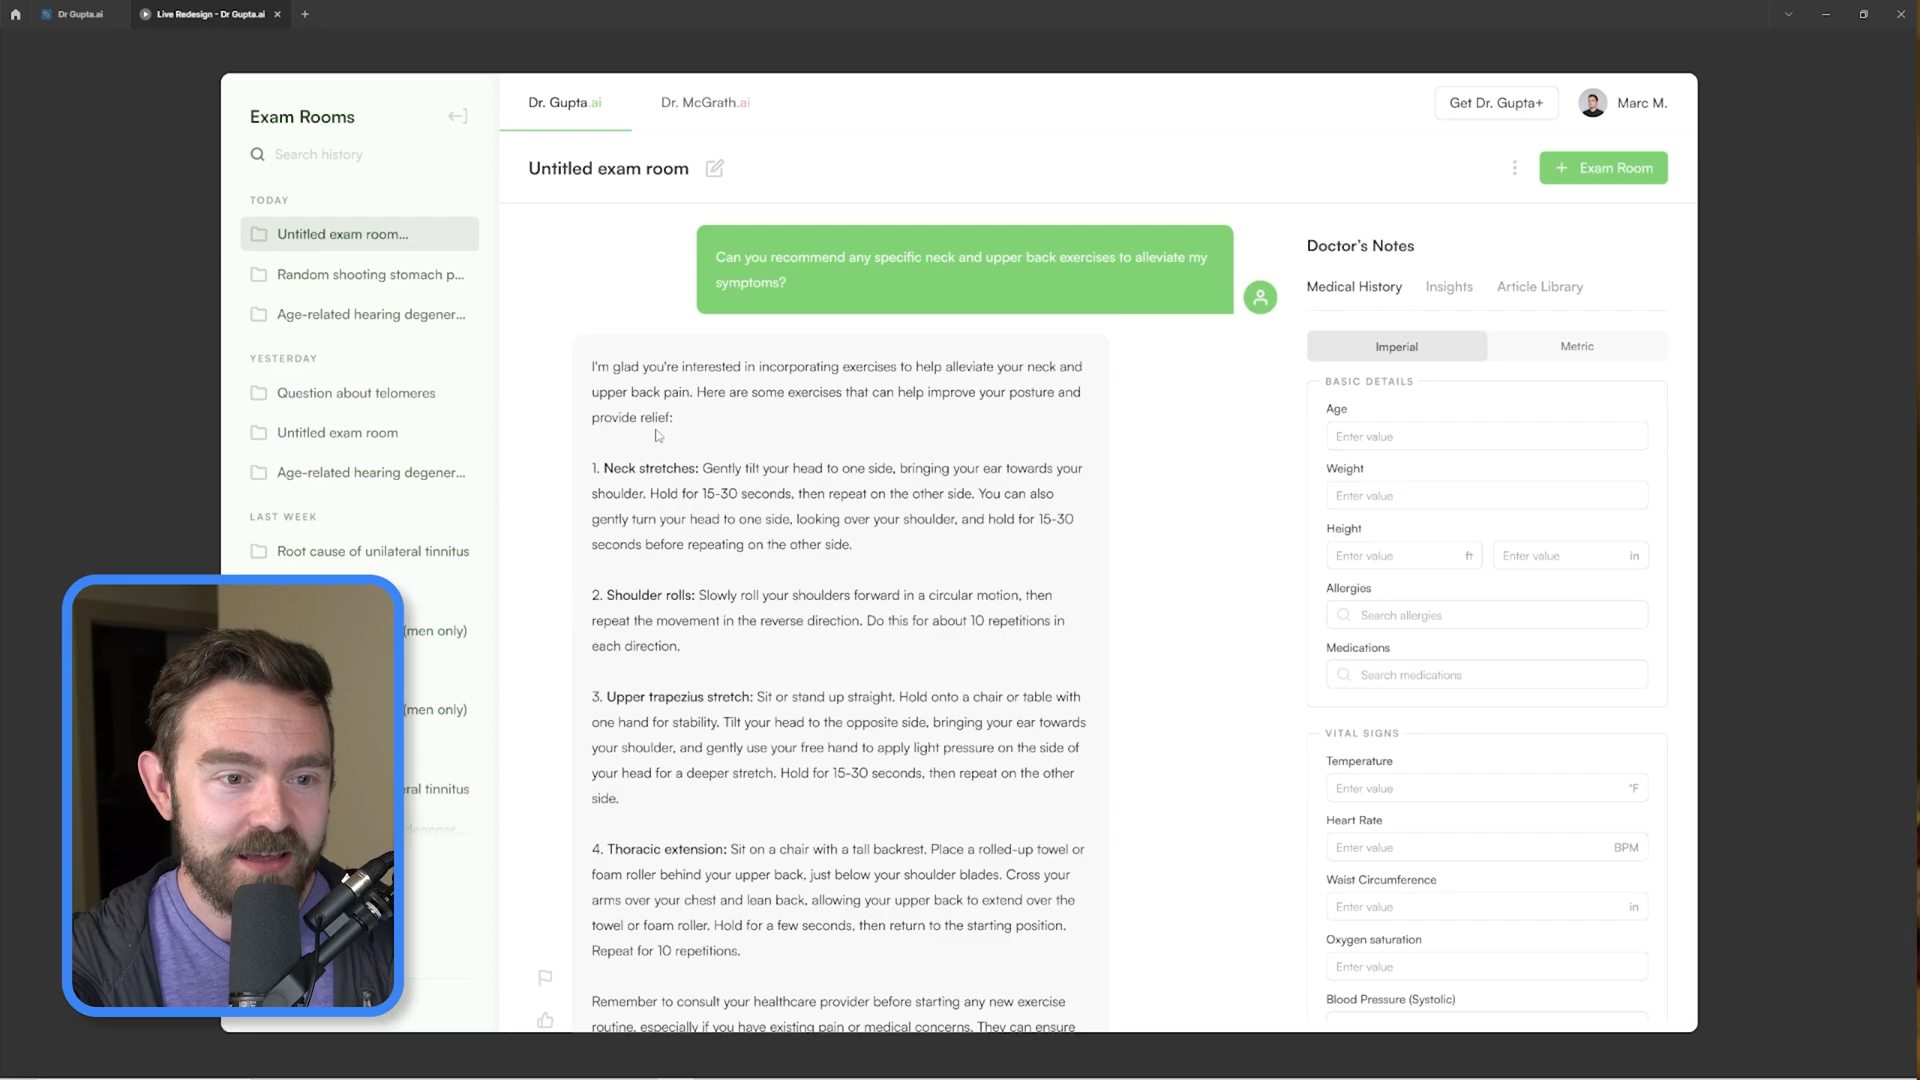 Dr Gupta.ai
Live Redesign - Dr Gupta.ai
Exam Rooms
Search history
TODAY
Untitled exam room...
Random shooting stomach p...
Age-related hearing degener...
YESTERDAY
Question about telomeres
Untitled exam room
Age-related hearing degener...
LAST WEEK
Root cause of unilateral tinnitus
(men only)
(men only)
eral tinnitus
degener...
Dr. Gupta.ai
Dr. McGrath.ai
Get Dr. Gupta+
Marc M.
Untitled exam room
+ Exam Room
Can you recommend any specific neck and upper back exercises to alleviate my
symptoms?
I'm glad you're interested in incorporating exercises to help alleviate your neck and
upper back pain. Here are some exercises that can help improve your posture and
provide relief:
1. Neck stretches: Gently tilt your head to one side, bringing your ear towards your
shoulder. Hold for 15-30 seconds, then repeat on the other side. You can also
gently turn your head to one side, looking over your shoulder, and hold for 15-30
seconds before repeating on the other side.
2. Shoulder rolls: Slowly roll your shoulders forward in a circular motion, then
repeat the movement in the reverse direction. Do this for about 10 repetitions in
each direction.
3. Upper trapezius stretch: Sit or stand up straight. Hold onto a chair or table with
one hand for stability. Tilt your head to the opposite side, bringing your ear towards
your shoulder, and gently use your free hand to apply light pressure on the side of
your head for a deeper stretch. Hold for 15-30 seconds, then repeat on the other
side.
4. Thoracic extension: Sit on a chair with a tall backrest. Place a rolled-up towel or
foam roller behind your upper back, just below your shoulder blades. Cross your
arms over your chest and lean back, allowing your upper back to extend over the
towel or foam roller. Hold for a few seconds, then return to the starting position.
Repeat for 10 repetitions.
Remember to consult your healthcare provider before starting any new exercise
routine, especially if you have existing pain or medical concerns. They can ensure
Doctor's Notes
Medical History
Insights
Article Library
Imperial
Metric
BASIC DETAILS
Age
Enter value
Weight
Enter value
Height
Enter value ft
Enter value in
Allergies
Search allergies
Medications
Search medications
VITAL SIGNS
Temperature
Enter value °F
Heart Rate
Enter value BPM
Waist Circumference
Enter value in
Oxygen saturation
Enter value
Blood Pressure (Systolic)